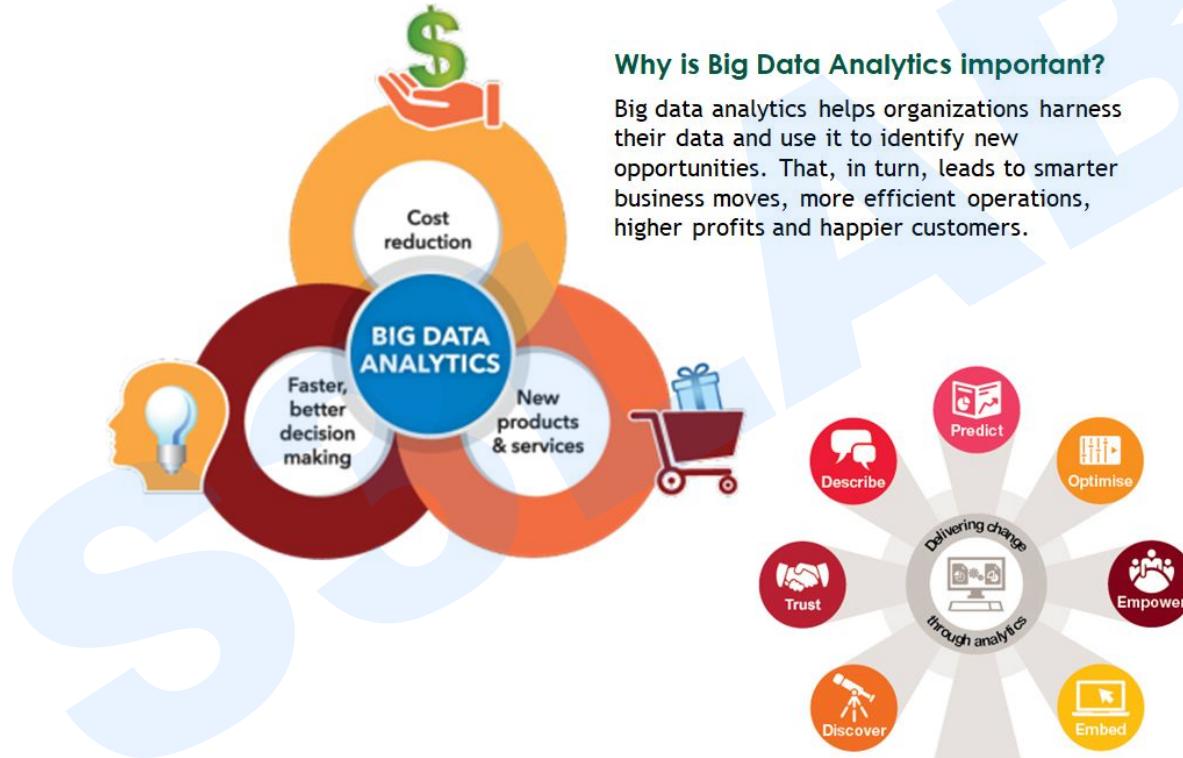 Why is Big Data Analytics important?
Big data analytics helps organizations harness
their data and use it to identify new
opportunities. That, in turn, leads to smarter
business moves, more efficient operations,
higher profits and happier customers.
$
Cost
reduction
BIG DATA
ANALYTICS
Faster,
better
decision
making
New
products
& services
Predict
Describe
Optimise
Delivering change
through analytics
Trust
Empower
Discover
Embed